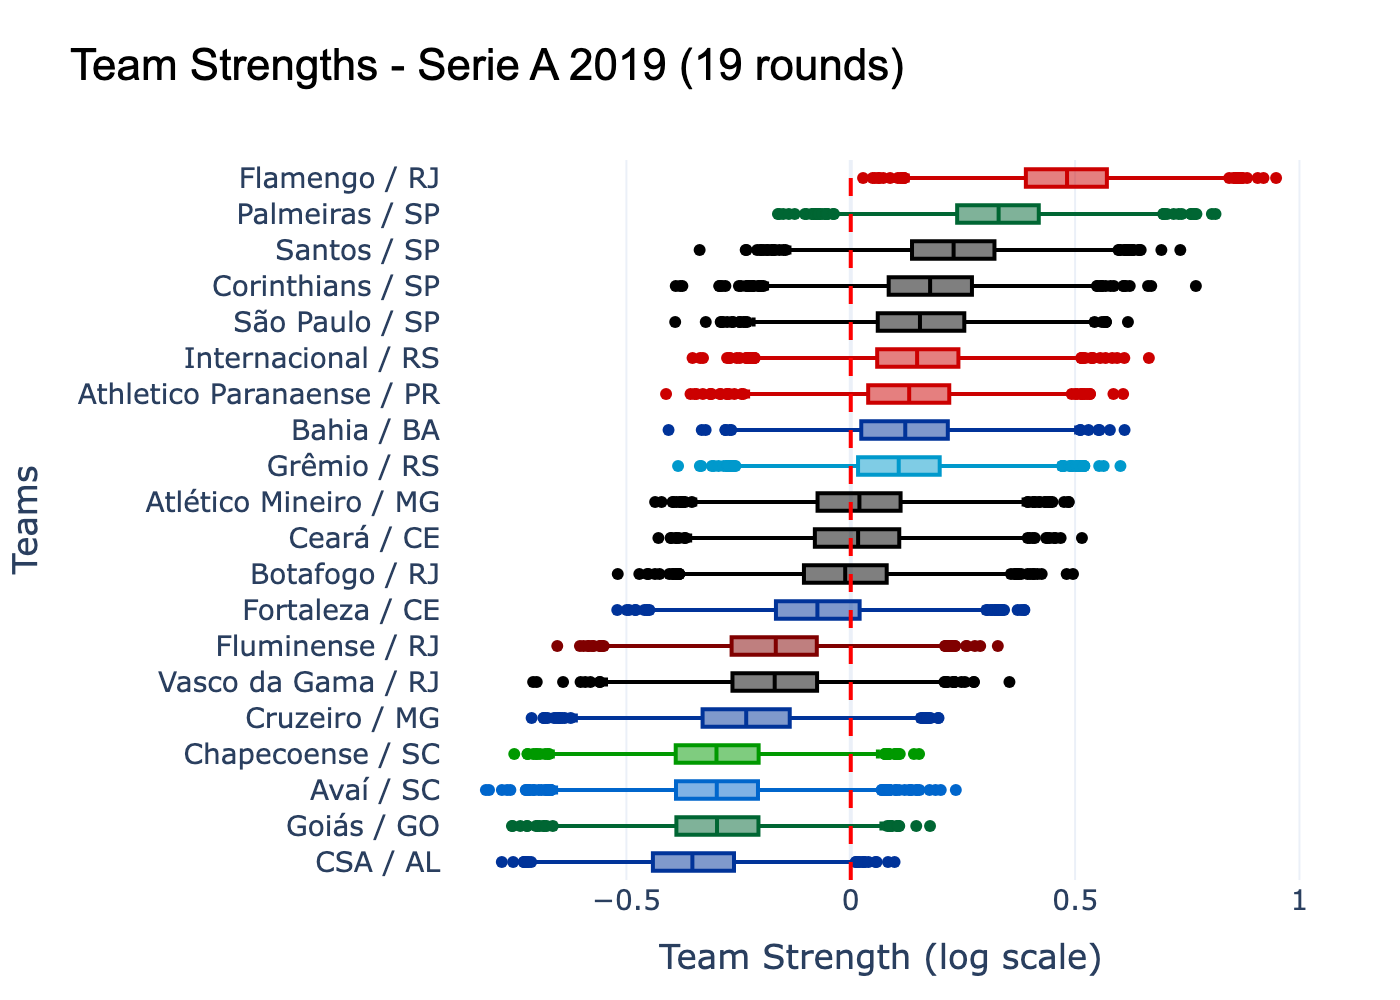 Team Strengths - Serie A 2019 (19 rounds)
Teams
Flamengo / RJ
Palmeiras / SP
Santos / SP
Corinthians / SP
São Paulo / SP
Internacional / RS
Athletico Paranaense / PR
Bahia / BA
Grêmio / RS
Atlético Mineiro / MG
Ceará / CE
Botafogo / RJ
Fortaleza / CE
Fluminense / RJ
Vasco da Gama / RJ
Cruzeiro / MG
Chapecoense / SC
Avaí / SC
Goiás / GO
CSA / AL
−0.5 0 0.5 1
Team Strength (log scale)